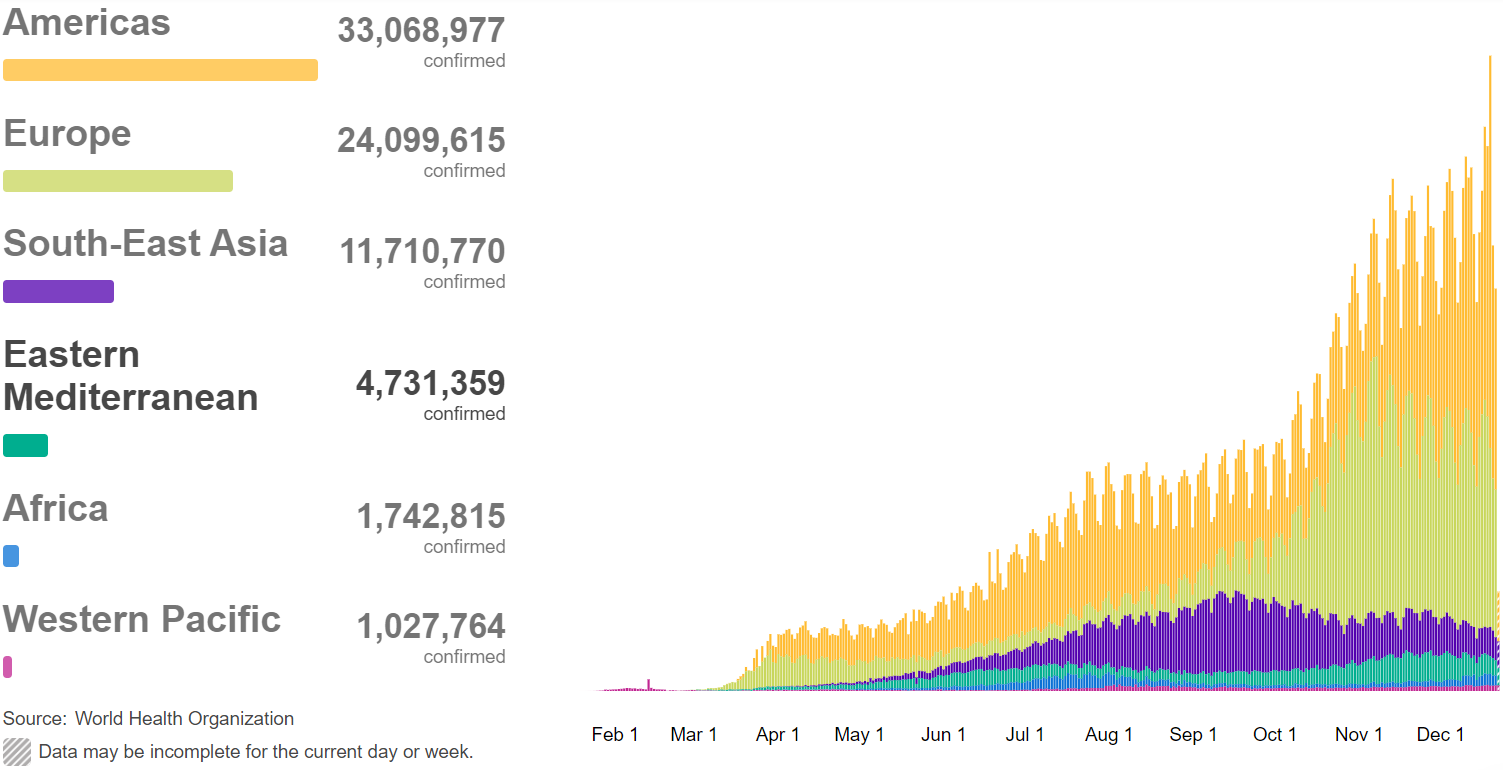 Americas
33,068,977
confirmed
Europe
24,099,615
confirmed
South-East Asia
11,710,770
confirmed
Eastern
Mediterranean
4,731,359
confirmed
Africa
1,742,815
confirmed
Western Pacific
1,027,764
confirmed
Source: World Health Organization
Data may be incomplete for the current day or week.
Feb 1 Mar 1 Apr 1 May 1 Jun 1 Jul 1 Aug 1 Sep 1 Oct 1 Nov 1 Dec 1